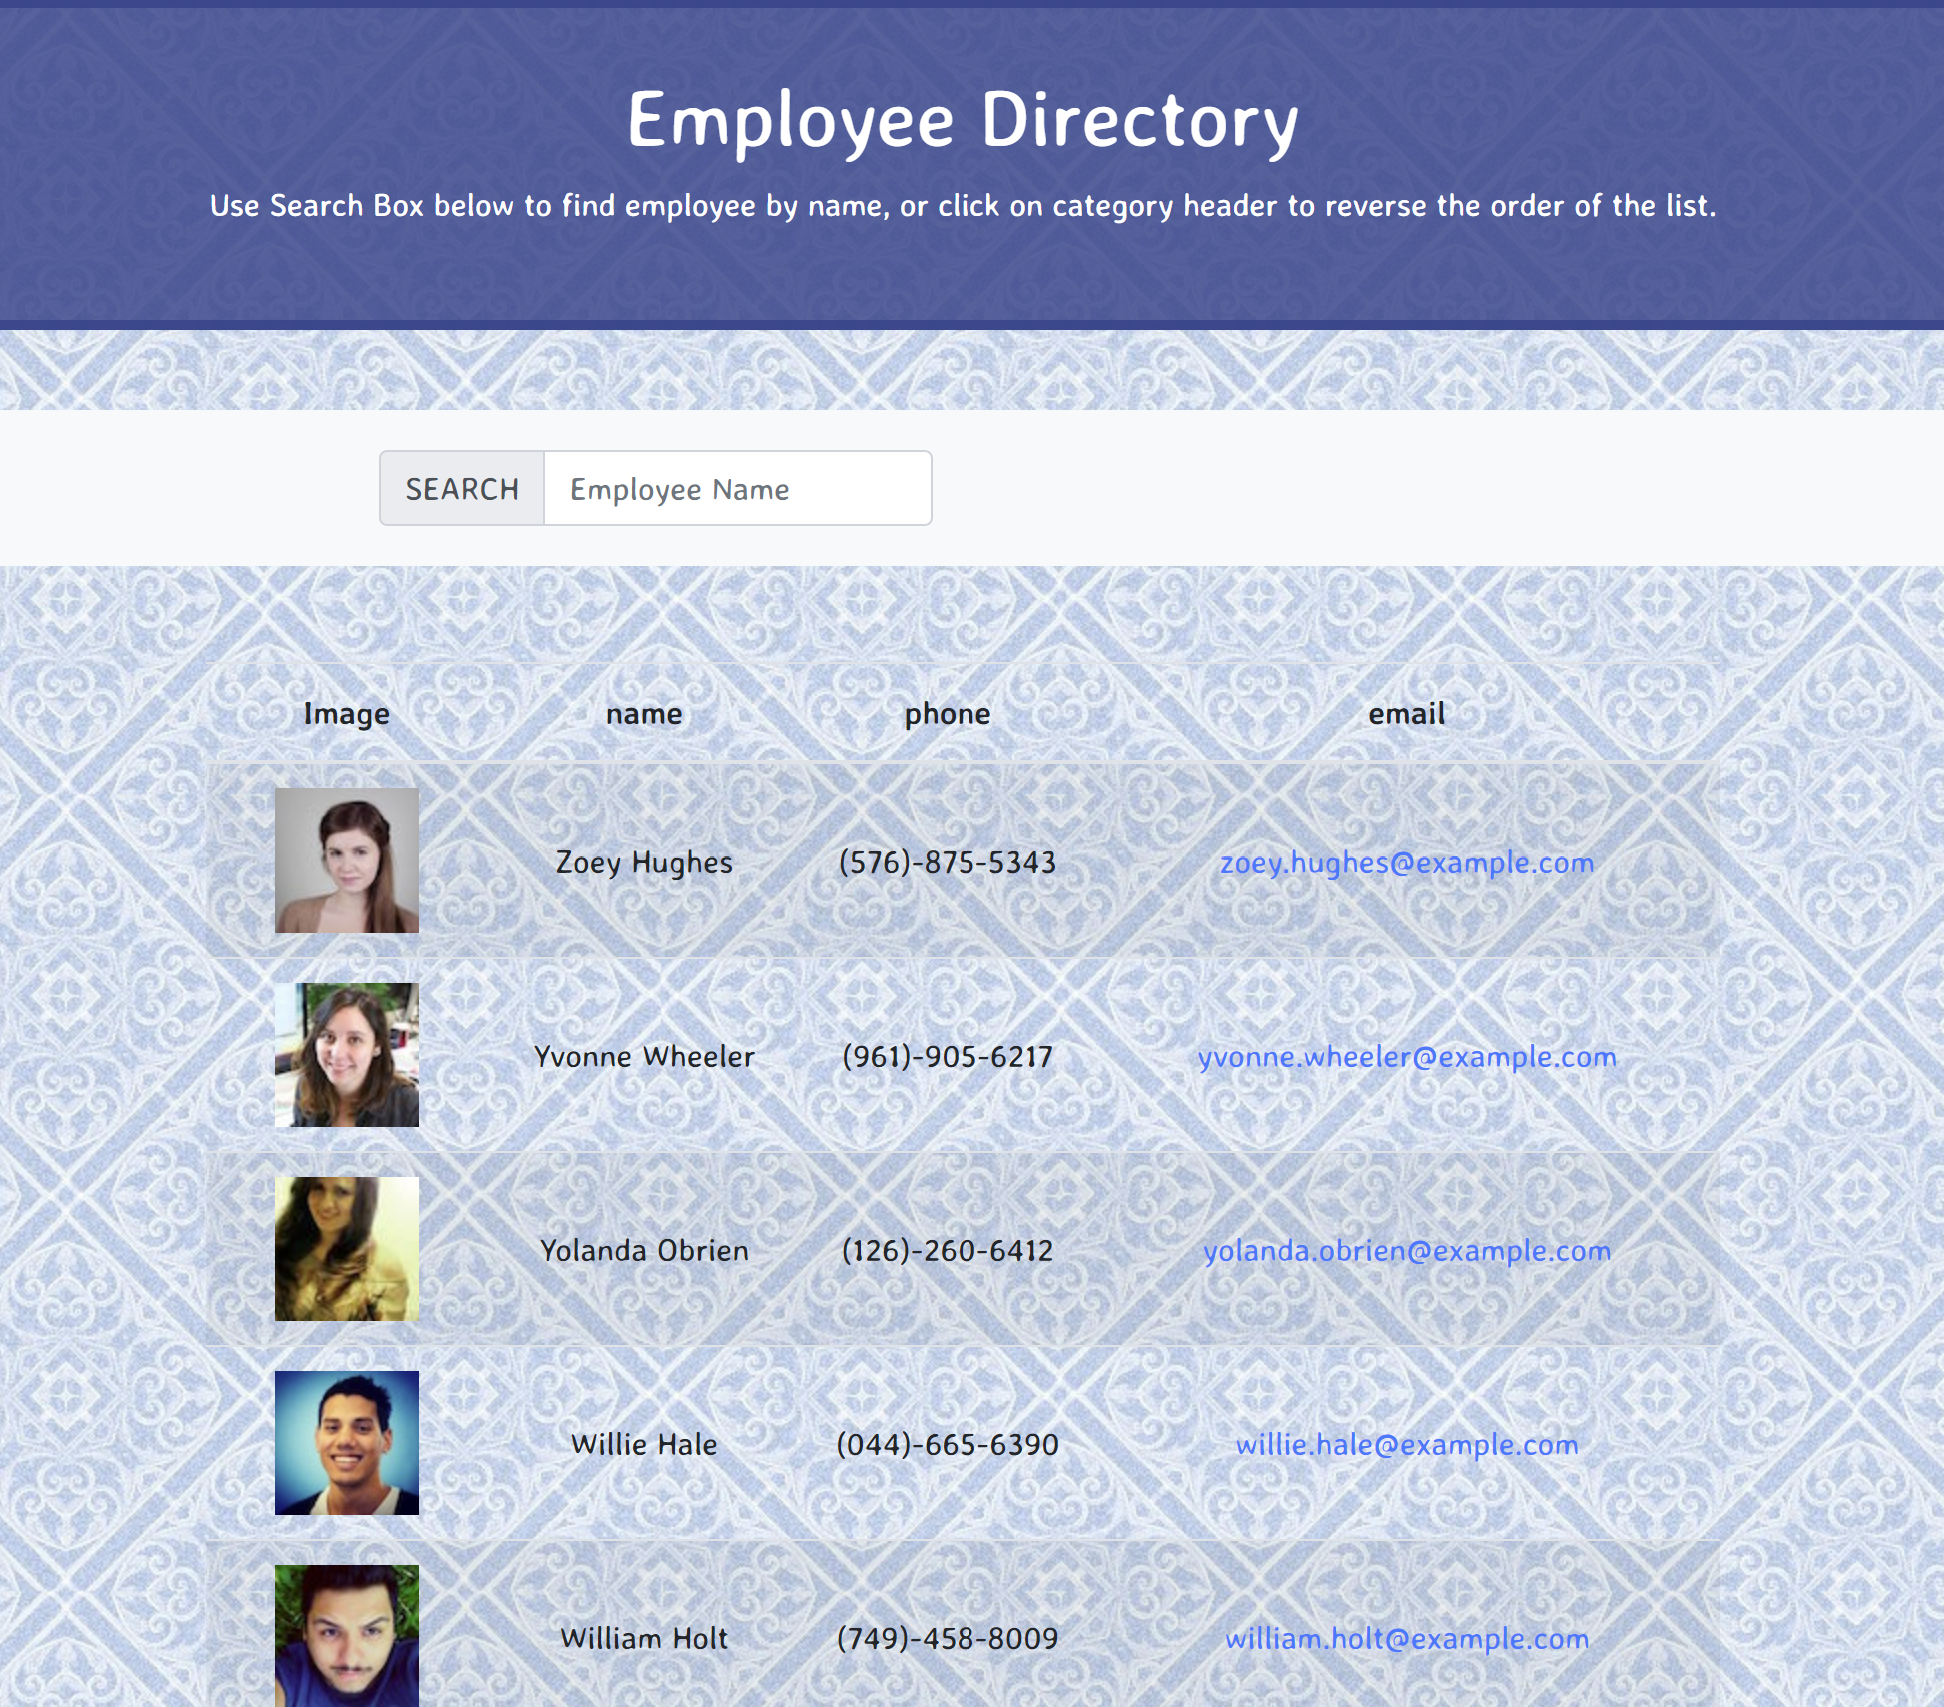 Employee Directory
Use Search Box below to find employee by name, or click on category header to reverse the order of the list.
SEARCH Employee Name
Image name phone email
Zoey Hughes (576)-875-5343 zoey.hughes@example.com
Yvonne Wheeler (961)-905-6217 yvonne.wheeler@example.com
Yolanda Obrien (126)-260-6412 yolanda.obrien@example.com
Willie Hale (044)-665-6390 willie.hale@example.com
William Holt (749)-458-8009 william.holt@example.com